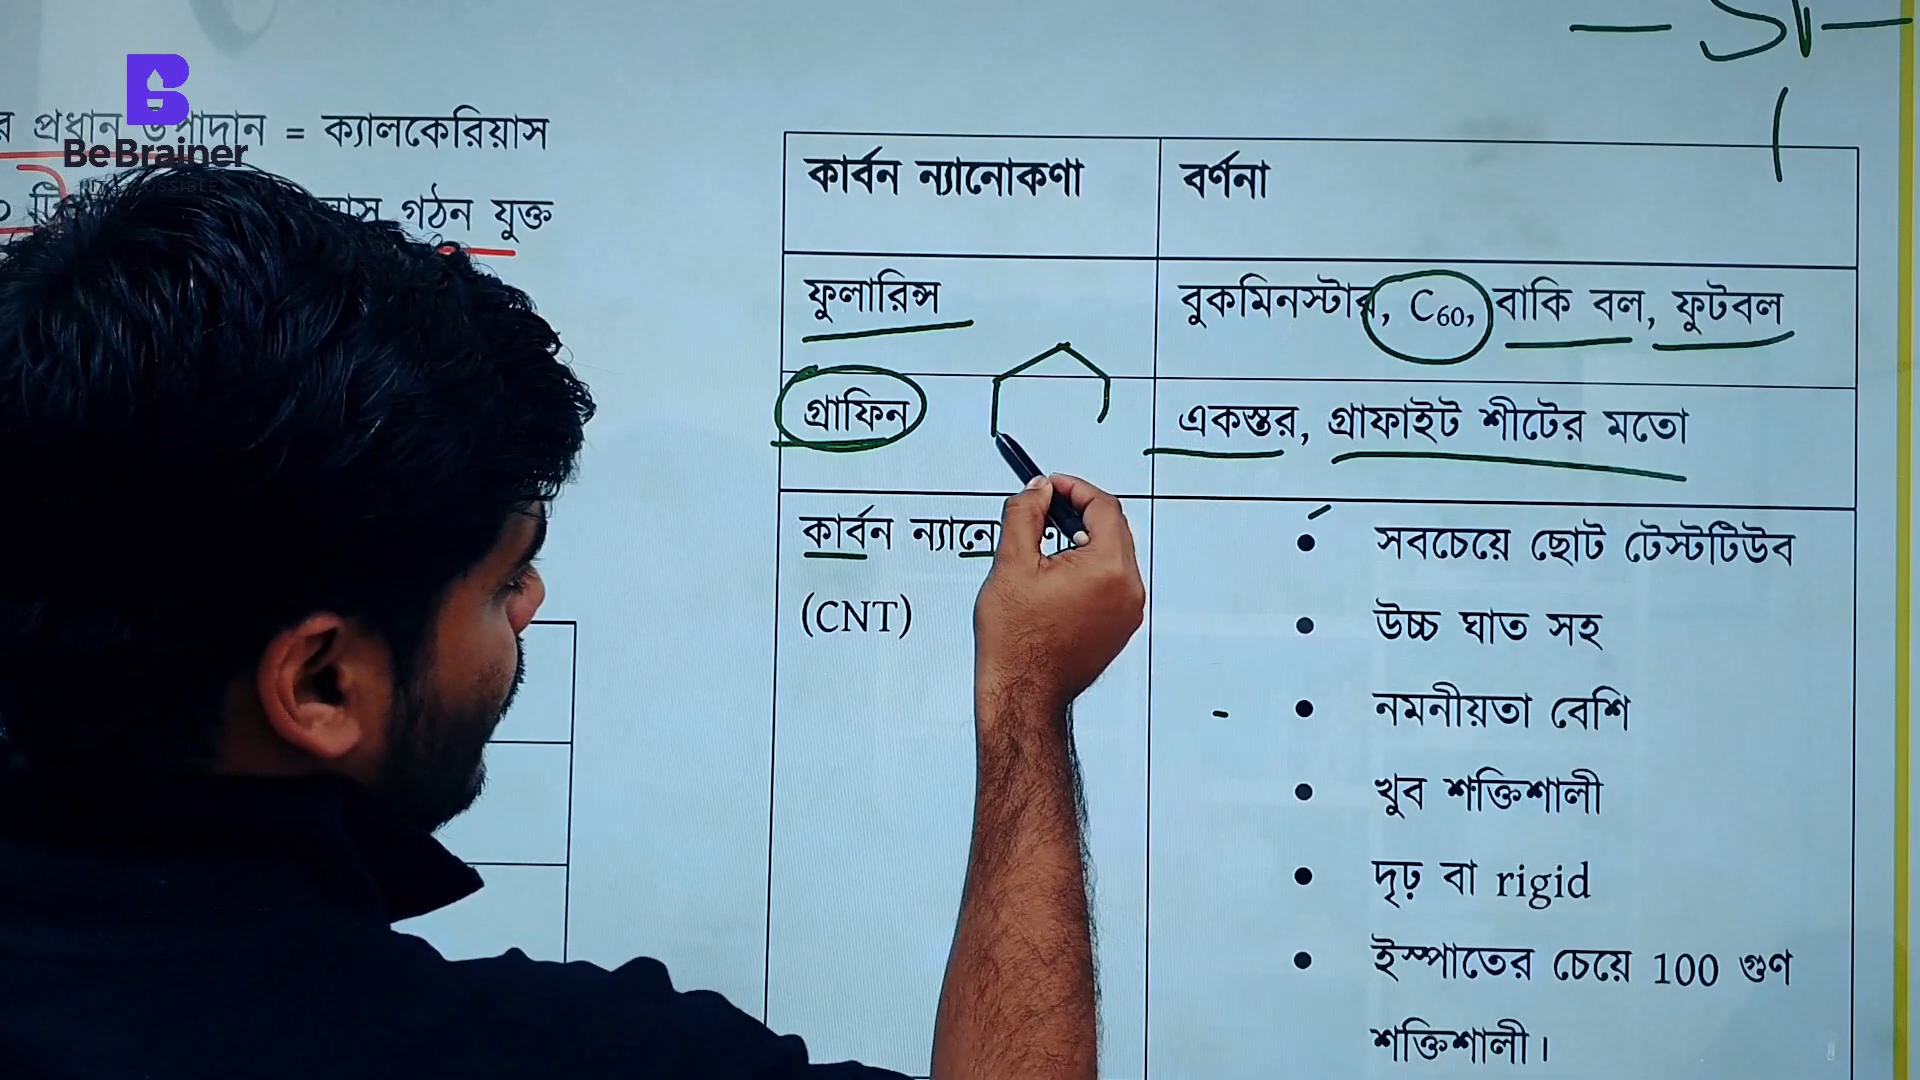 BeBrainer
র প্রধান উপাদান = ক্যালকেরিয়াস
গঠন যুক্ত
কার্বন ন্যানোকণা
বর্ণনা
ফুলারিন্স
বুকমিনস্টার, C₆₀, বাকি বল, ফুটবল
গ্রাফিন
একস্তর, গ্রাফাইট শীটের মতো
কার্বন
(CNT)
• সবচেয়ে ছোট টেস্টটিউব
• উচ্চ ঘাত সহ
• নমনীয়তা বেশি
• খুব শক্তিশালী
• দৃঢ় বা rigid
• ইস্পাতের চেয়ে 100 গুণ
শক্তিশালী।